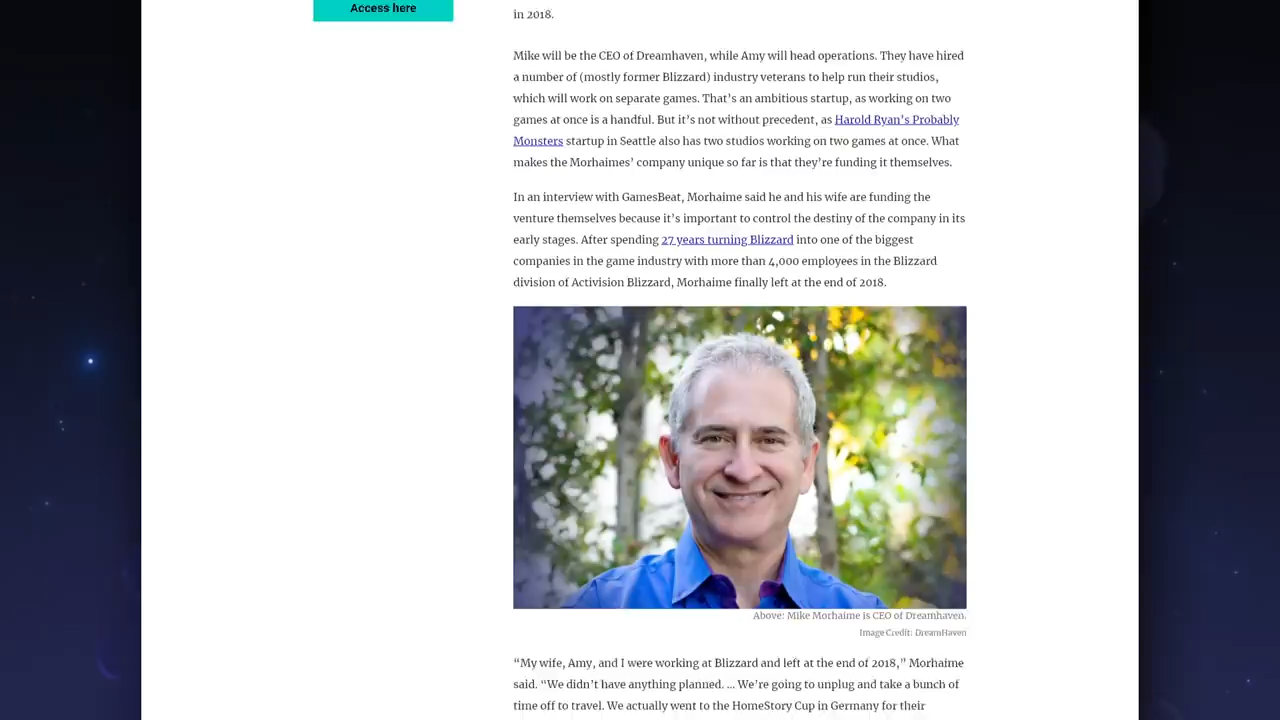 Access here
in 2018.
Mike will be the CEO of Dreamhaven, while Amy will head operations. They have hired
a number of (mostly former Blizzard) industry veterans to help run their studios,
which will work on separate games. That’s an ambitious startup, as working on two
games at once is a handful. But it’s not without precedent, as Harold Ryan’s Probably
Monsters startup in Seattle also has two studios working on two games at once. What
makes the Morhaimes’ company unique so far is that they’re funding it themselves.
In an interview with GamesBeat, Morhaime said he and his wife are funding the
venture themselves because it’s important to control the destiny of the company in its
early stages. After spending 27 years turning Blizzard into one of the biggest
companies in the game industry with more than 4,000 employees in the Blizzard
division of Activision Blizzard, Morhaime finally left at the end of 2018.
Above: Mike Morhaime is CEO of Dreamhaven.
Image Credit: DreamHaven
“My wife, Amy, and I were working at Blizzard and left at the end of 2018,” Morhaime
said. “We didn’t have anything planned. … We’re going to unplug and take a bunch of
time off to travel. We actually went to the HomeStory Cup in Germany for their